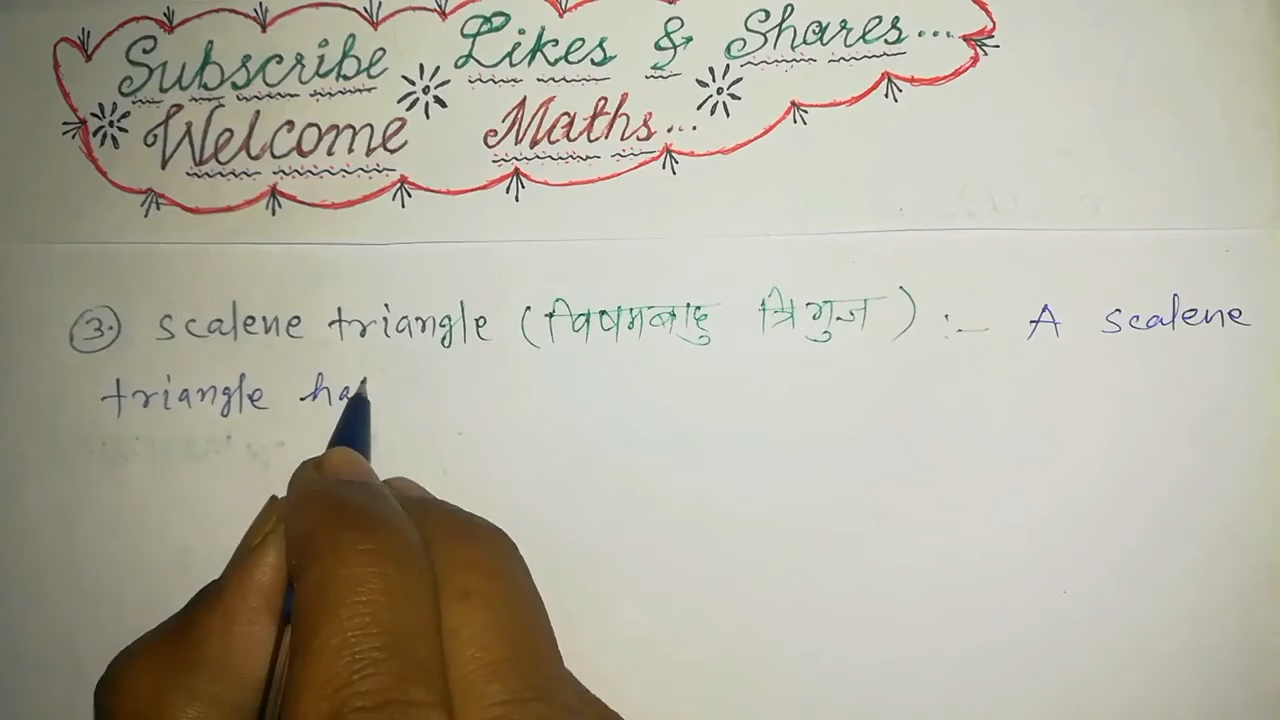 Subscribe Likes & Shares...
Welcome Maths...
3. scalene triangle (विषमबाहु त्रिभुज) :- A scalene
triangle ha